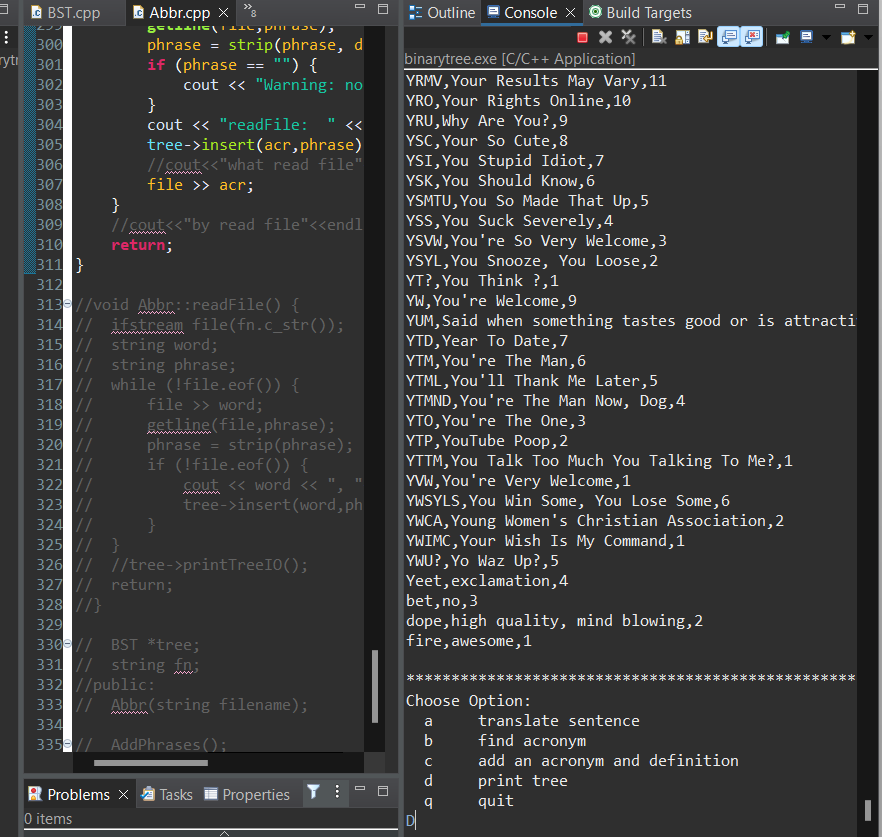 BST.cpp
Abbr.cpp
8
299 getline(file,phrase);
300 phrase = strip(phrase, d
301 if (phrase == "") {
302 cout << "Warning: no
303 }
304 cout << "readFile:  " <<
305 tree->insert(acr,phrase)
306 //cout<<"what read file"
307 file >> acr;
308 }
309 //cout<<"by read file"<<endl
310 return;
311 }
312
313 //void Abbr::readFile() {
314 // ifstream file(fn.c_str());
315 // string word;
316 // string phrase;
317 // while (!file.eof()) {
318 // file >> word;
319 // getline(file,phrase);
320 // phrase = strip(phrase);
321 // if (!file.eof()) {
322 // cout << word << ", "
323 // tree->insert(word,ph
324 // }
325 // }
326 // //tree->printTreeIO();
327 // return;
328 //}
329
330 // BST *tree;
331 // string fn;
332 //public:
333 // Abbr(string filename);
334
335 // AddPhrases();
Problems
Tasks
Properties
0 items
Outline
Console
Build Targets
binarytree.exe [C/C++ Application]
YRMV,Your Results May Vary,11
YRO,Your Rights Online,10
YRU,Why Are You?,9
YSC,Your So Cute,8
YSI,You Stupid Idiot,7
YSK,You Should Know,6
YSMTU,You So Made That Up,5
YSS,You Suck Severely,4
YSVW,You're So Very Welcome,3
YSYL,You Snooze, You Loose,2
YT?,You Think ?,1
YW,You're Welcome,9
YUM,Said when something tastes good or is attracti
YTD,Year To Date,7
YTM,You're The Man,6
YTML,You'll Thank Me Later,5
YTMND,You're The Man Now, Dog,4
YTO,You're The One,3
YTP,YouTube Poop,2
YTTM,You Talk Too Much You Talking To Me?,1
YVW,You're Very Welcome,1
YWSYLS,You Win Some, You Lose Some,6
YWCA,Young Women's Christian Association,2
YWIMC,Your Wish Is My Command,1
YWU?,Yo Waz Up?,5
Yeet,exclamation,4
bet,no,3
dope,high quality, mind blowing,2
fire,awesome,1
**************************************************
Choose Option:
a translate sentence
b find acronym
c add an acronym and definition
d print tree
q quit
D